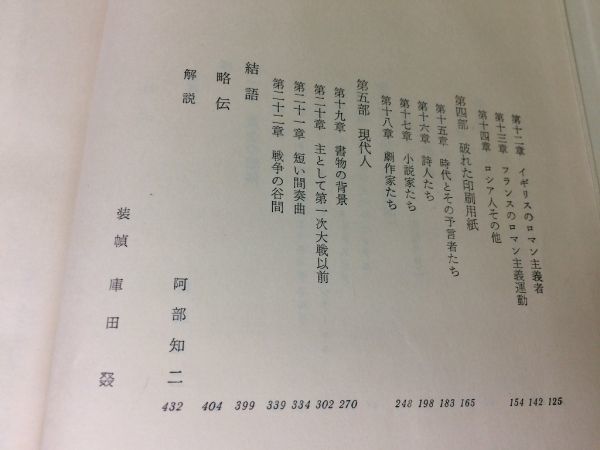 第十二章 イギリスのロマン主義者 125
第十三章 フランスのロマン主義運動 142
第十四章 ロシア人その他 154
第四部 破れた印刷用紙
第十五章 時代とその予言者たち 165
第十六章 詩人たち 183
第十七章 小説家たち 198
第十八章 劇作家たち 248
第五部 現代人
第十九章 書物の背景 270
第二十章 主として第一次大戦以前 302
第二十一章 短い間奏曲 334
第二十二章 戦争の谷間 339
結語 399
略伝 404
解説 阿部知二 432
装幀 庫田叕